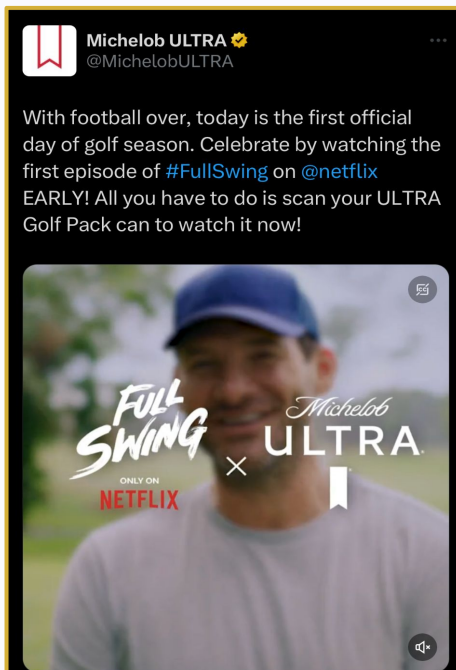 Michelob ULTRA
@MichelobULTRA
With football over, today is the first official
day of golf season. Celebrate by watching the
first episode of #FullSwing on @netflix
EARLY! All you have to do is scan your ULTRA
Golf Pack can to watch it now!
FULL
SWING
ONLY ON
NETFLIX
×
Michelob
ULTRA